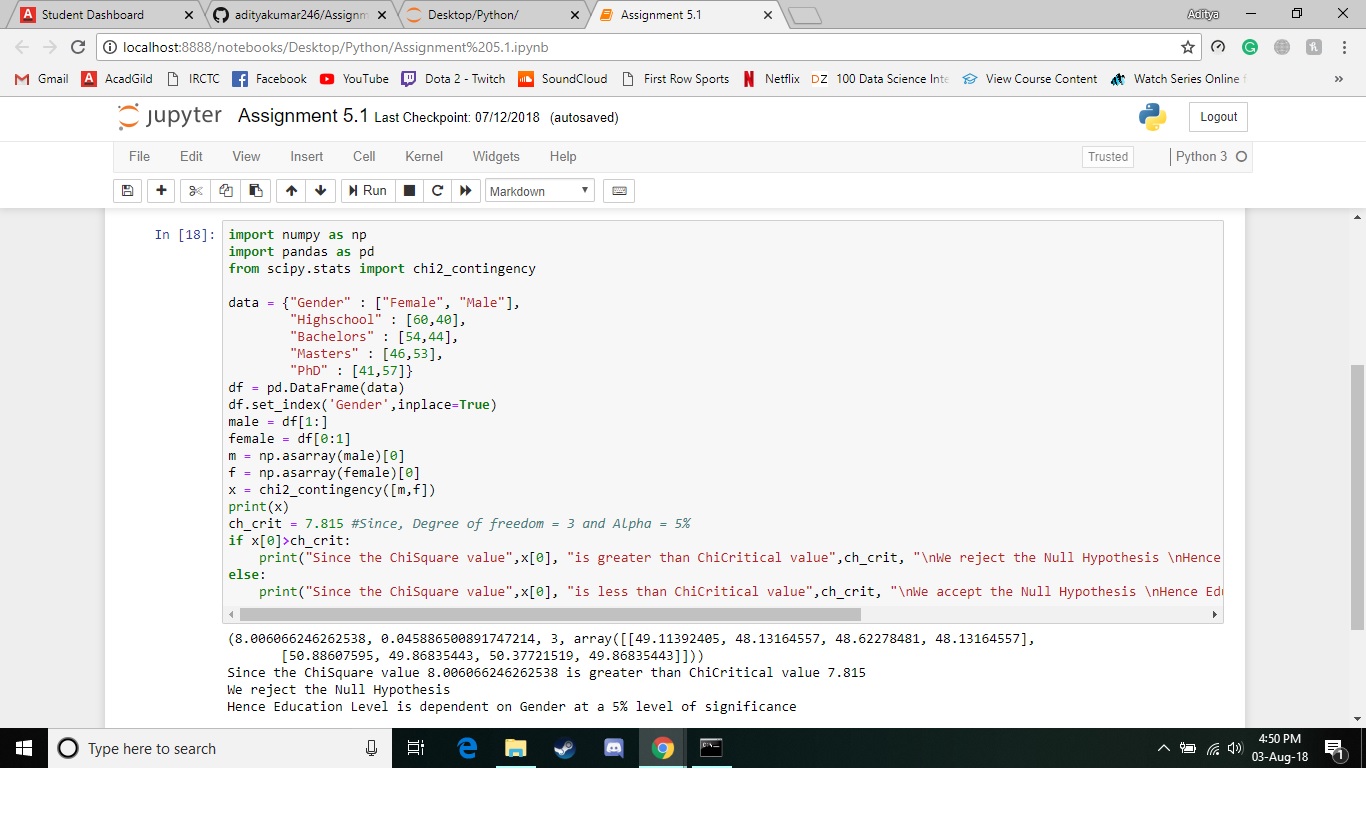 Student Dashboard
adityakumar246/Assignm
Desktop/Python/
Assignment 5.1
Aditya
localhost:8888/notebooks/Desktop/Python/Assignment%205.1.ipynb
Gmail
AcadGild
IRCTC
Facebook
YouTube
Dota 2 - Twitch
SoundCloud
First Row Sports
Netflix
DZ 100 Data Science Inte
View Course Content
Watch Series Online f
jupyter Assignment 5.1 Last Checkpoint: 07/12/2018 (autosaved)
Logout
File Edit View Insert Cell Kernel Widgets Help
Trusted
Python 3
Run
Markdown
In [18]:
import numpy as np
import pandas as pd
from scipy.stats import chi2_contingency
data = {"Gender" : ["Female", "Male"],
"Highschool" : [60,40],
"Bachelors" : [54,44],
"Masters" : [46,53],
"PhD" : [41,57]}
df = pd.DataFrame(data)
df.set_index('Gender',inplace=True)
male = df[1:]
female = df[0:1]
m = np.asarray(male)[0]
f = np.asarray(female)[0]
x = chi2_contingency([m,f])
print(x)
ch_crit = 7.815 #Since, Degree of freedom = 3 and Alpha = 5%
if x[0]>ch_crit:
print("Since the ChiSquare value",x[0], "is greater than ChiCritical value",ch_crit, "\nWe reject the Null Hypothesis \nHence
else:
print("Since the ChiSquare value",x[0], "is less than ChiCritical value",ch_crit, "\nWe accept the Null Hypothesis \nHence Edu
(8.006066246262538, 0.045886500891747214, 3, array([[49.11392405, 48.13164557, 48.62278481, 48.13164557],
[50.88607595, 49.86835443, 50.37721519, 49.86835443]]))
Since the ChiSquare value 8.006066246262538 is greater than ChiCritical value 7.815
We reject the Null Hypothesis
Hence Education Level is dependent on Gender at a 5% level of significance
Type here to search
4:50 PM
03-Aug-18
1